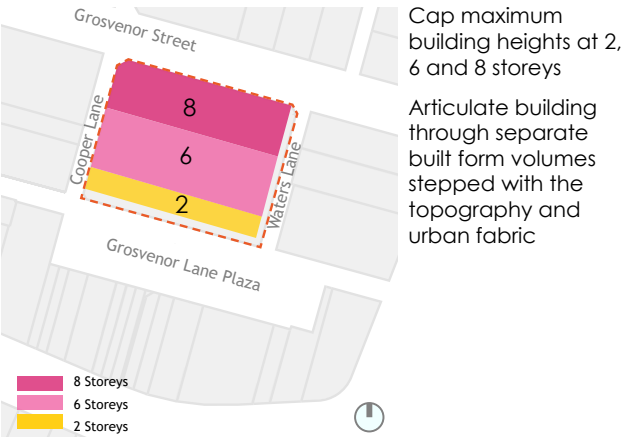 Grosvenor Street
Cooper Lane
8
6
2
Waters Lane
Grosvenor Lane Plaza
8 Storeys
6 Storeys
2 Storeys
Cap maximum
building heights at 2,
6 and 8 storeys
Articulate building
through separate
built form volumes
stepped with the
topography and
urban fabric